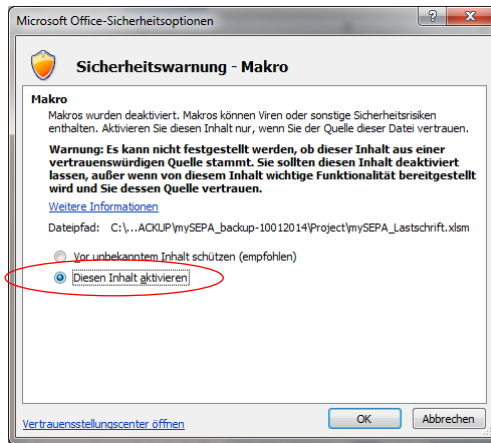 Microsoft Office-Sicherheitsoptionen
Sicherheitswarnung - Makro
Makro
Makros wurden deaktiviert. Makros können Viren oder sonstige Sicherheitsrisiken
enthalten. Aktivieren Sie diesen Inhalt nur, wenn Sie der Quelle dieser Datei vertrauen.
Warnung: Es kann nicht festgestellt werden, ob dieser Inhalt aus einer
vertrauenswürdigen Quelle stammt. Sie sollten diesen Inhalt deaktiviert
lassen, außer wenn von diesem Inhalt wichtige Funktionalität bereitgestellt
wird und Sie dessen Quelle vertrauen.
Weitere Informationen
Dateipfad: C:\...ACKUP\mySEPA_backup-10012014\Project\mySEPA_Lastschrift.xlsm
Vor unbekanntem Inhalt schützen (empfohlen)
Diesen Inhalt aktivieren
Vertrauensstellungscenter öffnen
OK
Abbrechen